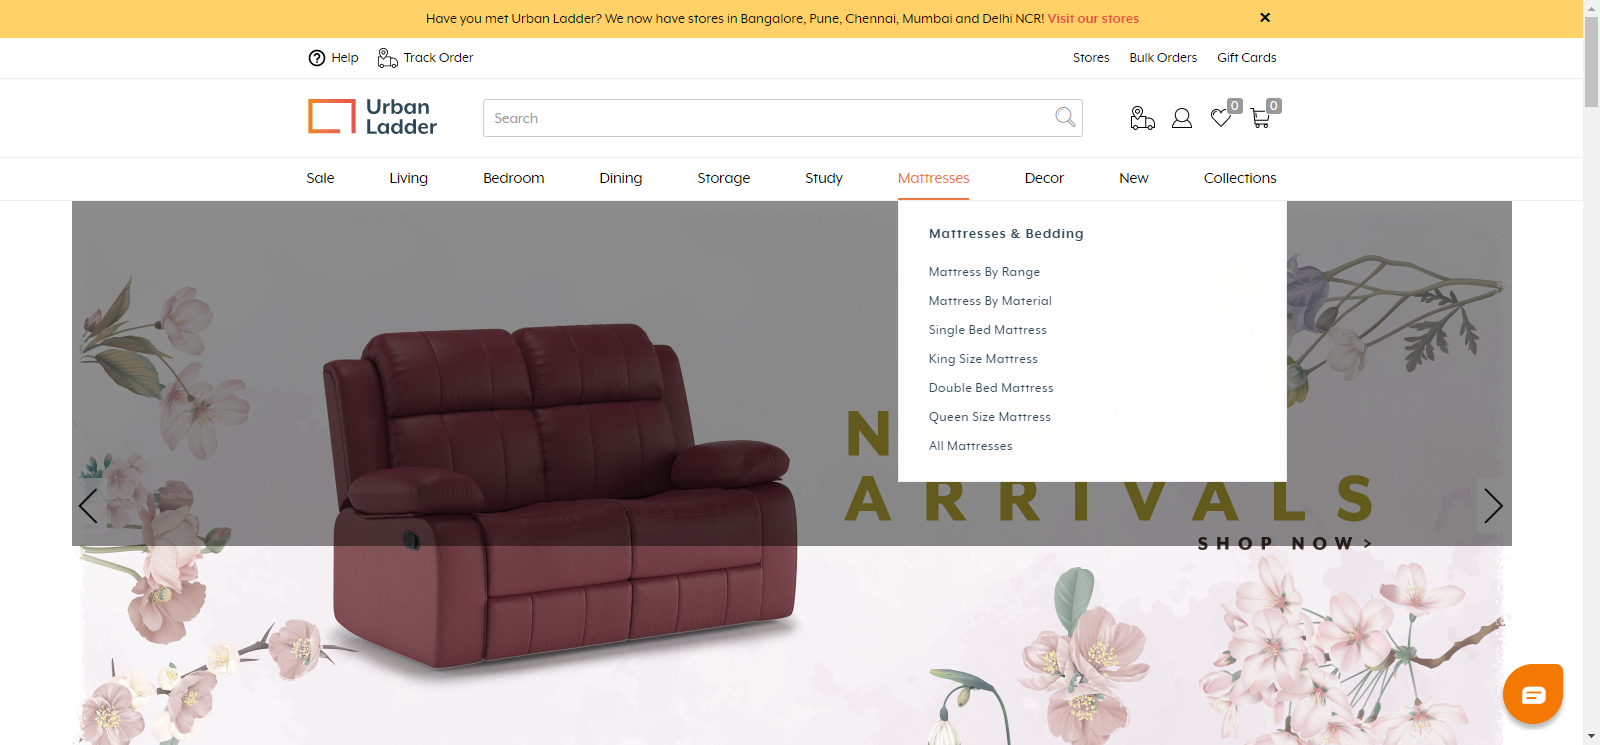 Have you met Urban Ladder? We now have stores in Bangalore, Pune, Chennai, Mumbai and Delhi NCR! Visit our stores
Help
Track Order
Stores
Bulk Orders
Gift Cards
Urban
Ladder
Search
0
0
Sale
Living
Bedroom
Dining
Storage
Study
Mattresses
Decor
New
Collections
Mattresses & Bedding
Mattress By Range
Mattress By Material
Single Bed Mattress
King Size Mattress
Double Bed Mattress
Queen Size Mattress
All Mattresses
N
ARRIVALS
SHOP NOW >